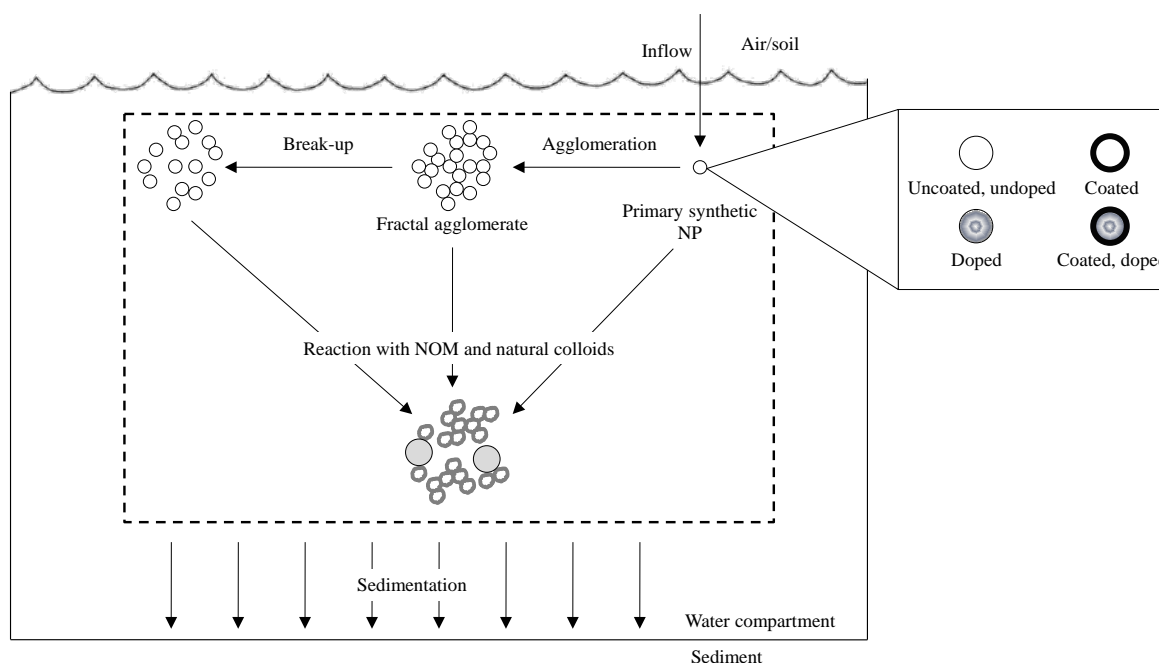 Inflow
Air/soil
Break-up
Agglomeration
Fractal agglomerate
Primary synthetic
NP
Uncoated, undoped
Coated
Doped
Coated, doped
Reaction with NOM and natural colloids
Sedimentation
Water compartment
Sediment